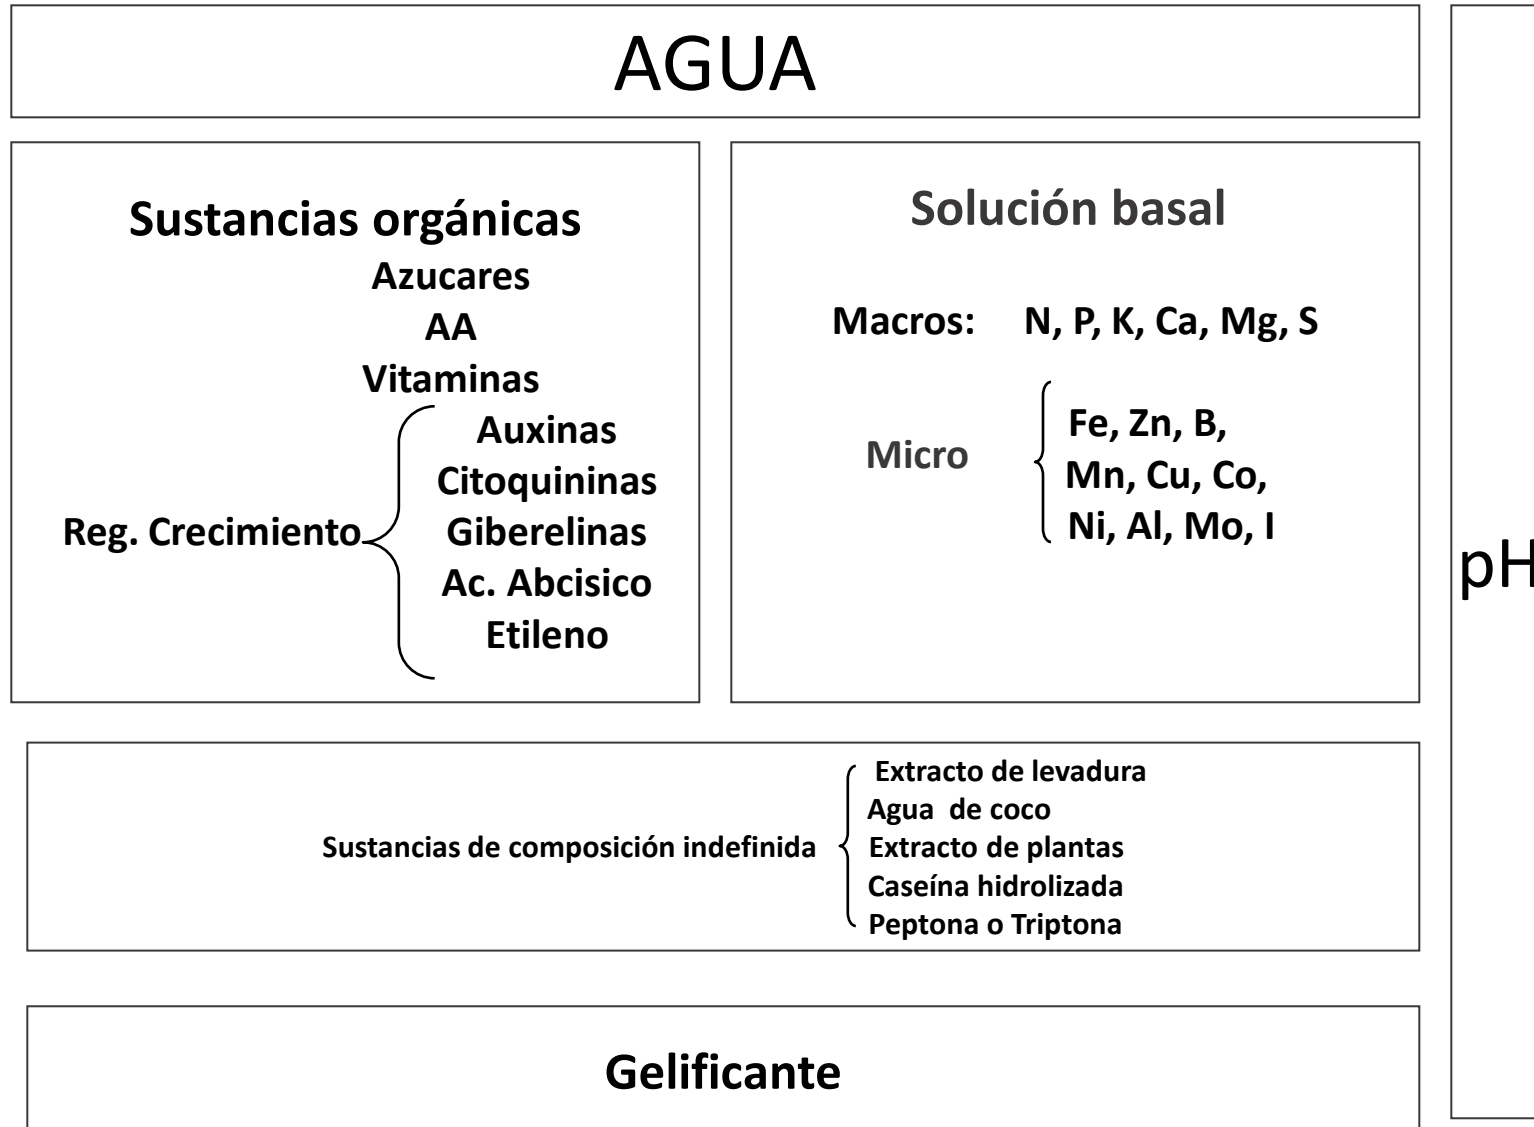 AGUA
Sustancias orgánicas
Azucares
AA
Vitaminas
Reg. Crecimiento
Auxinas
Citoquininas
Giberelinas
Ac. Abcisico
Etileno
Solución basal
Macros: N, P, K, Ca, Mg, S
Micro
Fe, Zn, B,
Mn, Cu, Co,
Ni, Al, Mo, I
pH
Sustancias de composición indefinida
Extracto de levadura
Agua de coco
Extracto de plantas
Caseína hidrolizada
Peptona o Triptona
Gelificante